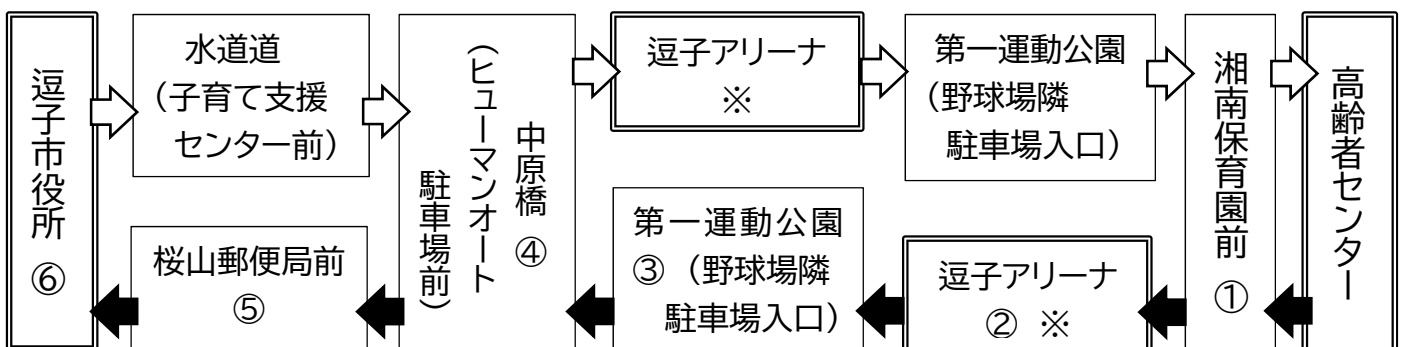 逗子市役所 ⑥
水道道
（子育て支援
センター前）
桜山郵便局前
⑤
中原橋 ④
（ヒューマンオート
駐車場前）
逗子アリーナ
※
第一運動公園
③（野球場隣
駐車場入口）
第一運動公園
（野球場隣
駐車場入口）
逗子アリーナ
② ※
湘南保育園前 ①
高齢者センター